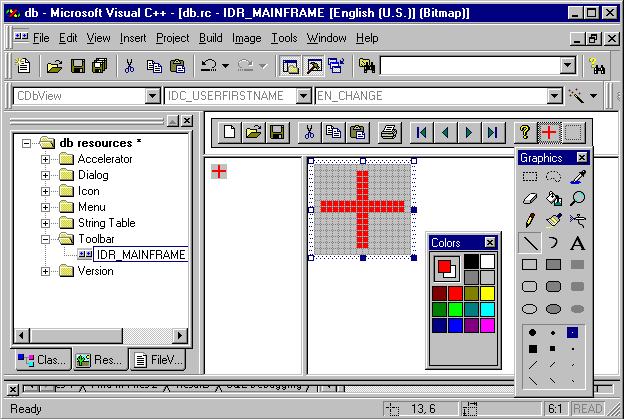 db - Microsoft Visual C++ - [db.rc - IDR_MAINFRAME [English (U.S.)] (Bitmap)]
File Edit View Insert Project Build Image Tools Window Help
CDbView IDC_USERFIRSTNAME EN_CHANGE
db resources *
Accelerator
Dialog
Icon
Menu
String Table
Toolbar
IDR_MAINFRAME
Version
Graphics
A
Colors
Class... Res... FileV...
Ready 13, 6 6:1 READ